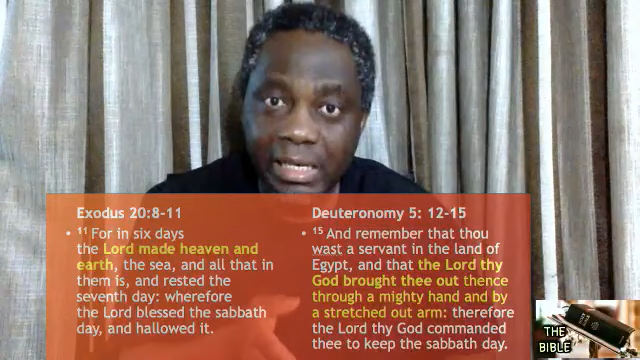 Exodus 20:8-11
• 11 For in six days
the Lord made heaven and
earth, the sea, and all that in
them is, and rested the
seventh day: wherefore
the Lord blessed the sabbath
day, and hallowed it.
Deuteronomy 5: 12-15
• 15 And remember that thou
wast a servant in the land of
Egypt, and that the Lord thy
God brought thee out thence
through a mighty hand and by
a stretched out arm: therefore
the Lord thy God commanded
thee to keep the sabbath day.
THE
BIBLE